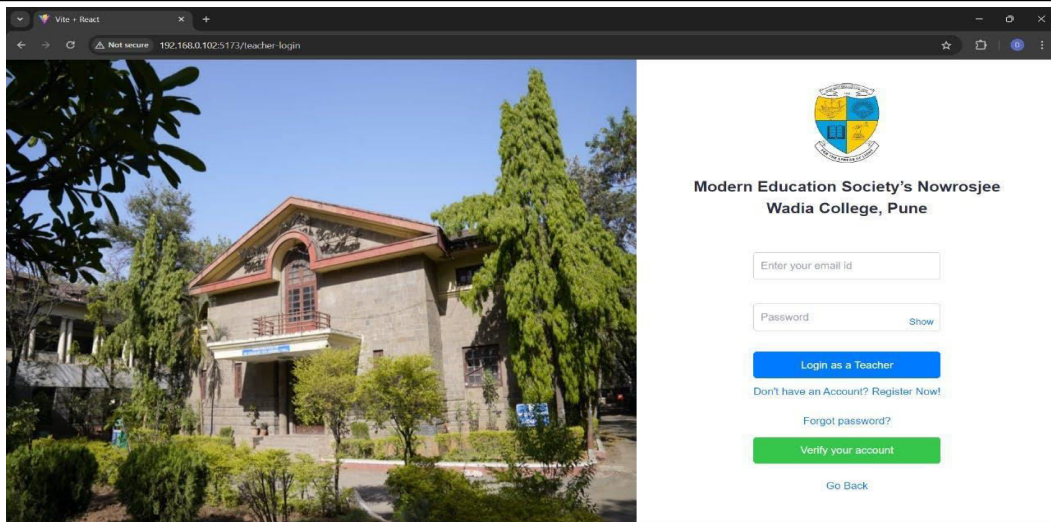 Vite + React
Not secure 192.168.0.102:5173/teacher-login
Modern Education Society's Nowrosjee
Wadia College, Pune
Enter your email id
Password
Show
Login as a Teacher
Don't have an Account? Register Now!
Forgot password?
Verify your account
Go Back